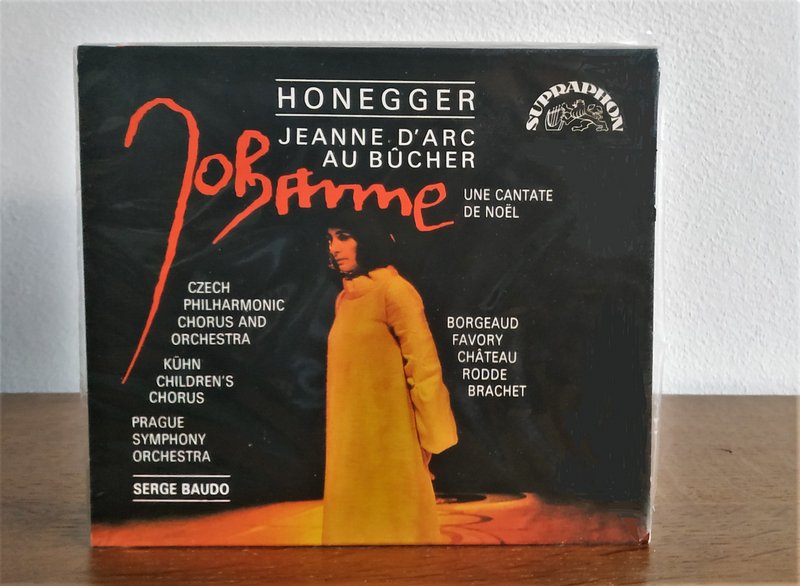 HONEGGER
SUPRAPHON
JEANNE D'ARC
AU BÛCHER
Johanne
UNE CANTATE
DE NOËL
CZECH
PHILHARMONIC
CHORUS AND
ORCHESTRA
KÜHN
CHILDREN'S
CHORUS
PRAGUE
SYMPHONY
ORCHESTRA
SERGE BAUDO
BORGEAUD
FAVORY
CHÂTEAU
RODDE
BRACHET